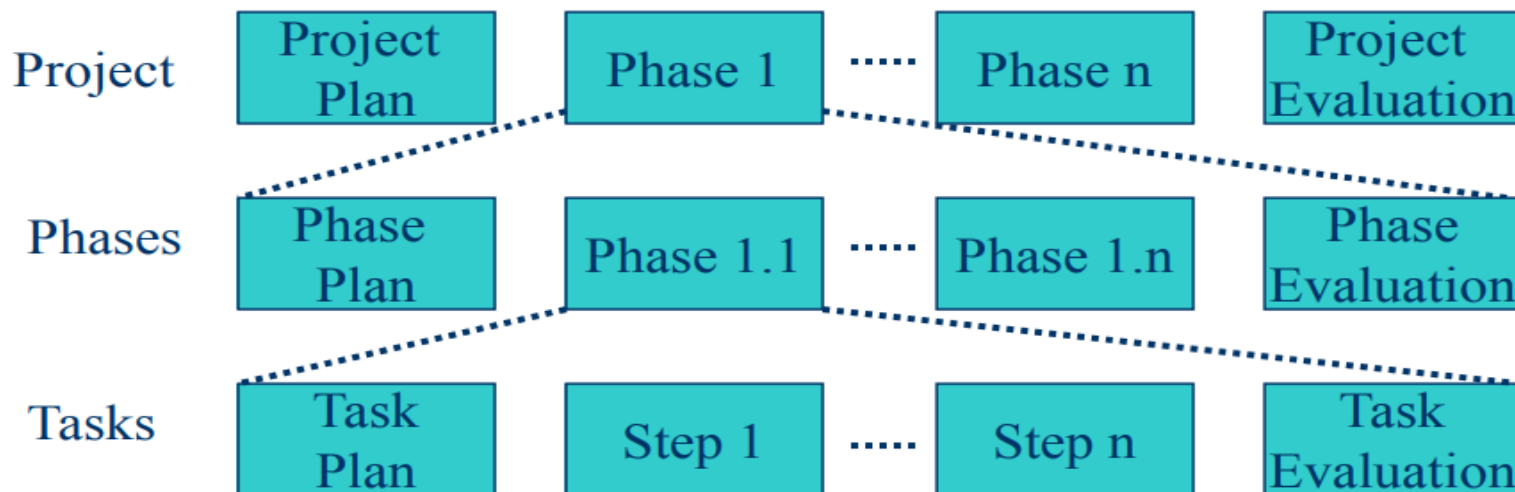 Project Project Plan Phase 1 ...... Phase n Project Evaluation
Phases Phase Plan Phase 1.1 ...... Phase 1.n Phase Evaluation
Tasks Task Plan Step 1 ...... Step n Task Evaluation